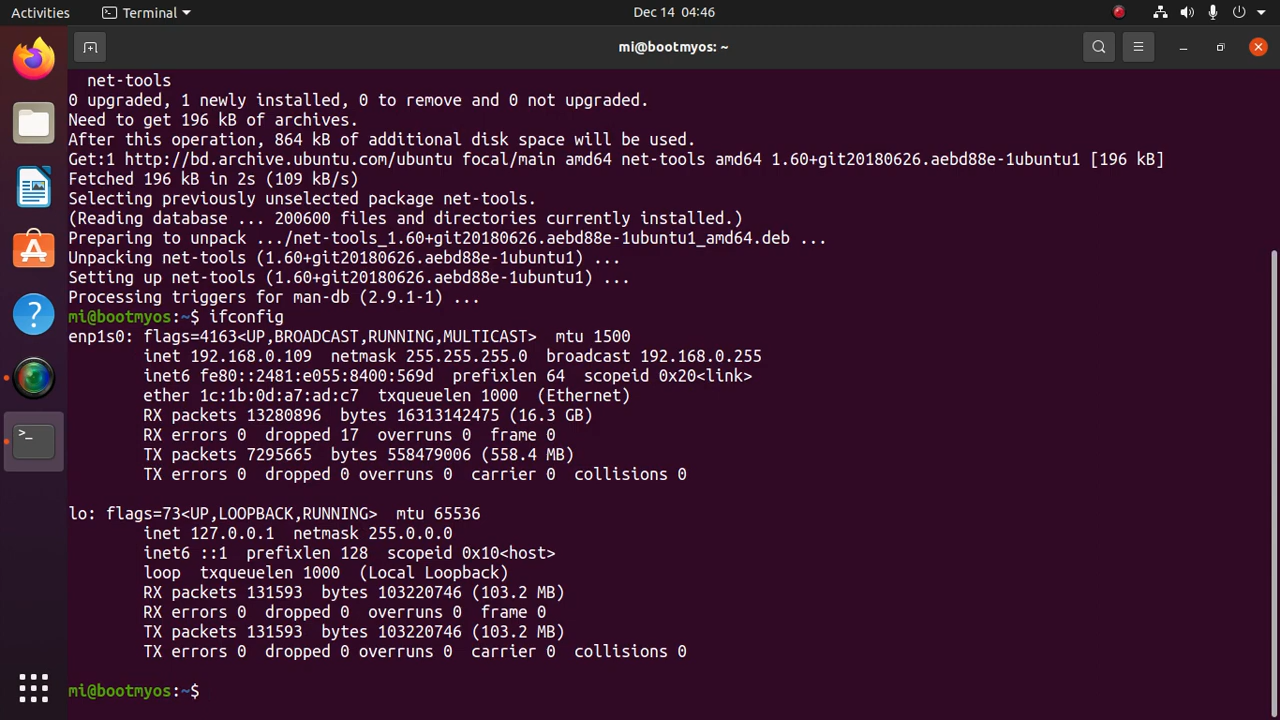 Activities Terminal Dec 14 04:46
mi@bootmyos: ~
net-tools
0 upgraded, 1 newly installed, 0 to remove and 0 not upgraded.
Need to get 196 kB of archives.
After this operation, 864 kB of additional disk space will be used.
Get:1 http://bd.archive.ubuntu.com/ubuntu focal/main amd64 net-tools amd64 1.60+git20180626.aebd88e-1ubuntu1 [196 kB]
Fetched 196 kB in 2s (109 kB/s)
Selecting previously unselected package net-tools.
(Reading database ... 200600 files and directories currently installed.)
Preparing to unpack .../net-tools_1.60+git20180626.aebd88e-1ubuntu1_amd64.deb ...
Unpacking net-tools (1.60+git20180626.aebd88e-1ubuntu1) ...
Setting up net-tools (1.60+git20180626.aebd88e-1ubuntu1) ...
Processing triggers for man-db (2.9.1-1) ...
mi@bootmyos:~$ ifconfig
enp1s0: flags=4163<UP,BROADCAST,RUNNING,MULTICAST>  mtu 1500
        inet 192.168.0.109  netmask 255.255.255.0  broadcast 192.168.0.255
        inet6 fe80::2481:e055:8400:569d  prefixlen 64  scopeid 0x20<link>
        ether 1c:1b:0d:a7:ad:c7  txqueuelen 1000  (Ethernet)
        RX packets 13280896  bytes 16313142475 (16.3 GB)
        RX errors 0  dropped 17  overruns 0  frame 0
        TX packets 7295665  bytes 558479006 (558.4 MB)
        TX errors 0  dropped 0 overruns 0  carrier 0  collisions 0
lo: flags=73<UP,LOOPBACK,RUNNING>  mtu 65536
        inet 127.0.0.1  netmask 255.0.0.0
        inet6 ::1  prefixlen 128  scopeid 0x10<host>
        loop  txqueuelen 1000  (Local Loopback)
        RX packets 131593  bytes 103220746 (103.2 MB)
        RX errors 0  dropped 0  overruns 0  frame 0
        TX packets 131593  bytes 103220746 (103.2 MB)
        TX errors 0  dropped 0 overruns 0  carrier 0  collisions 0
mi@bootmyos:~$